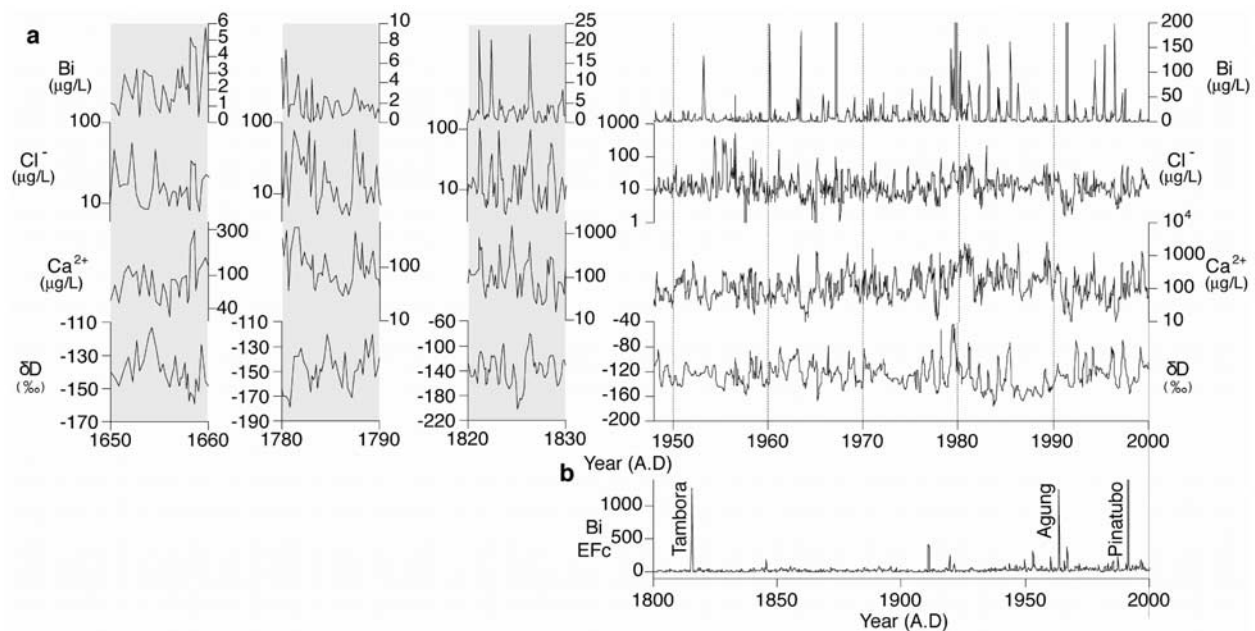 a
Bi
(µg/L)
6
5
4
3
2
1
0
10
8
6
4
2
0
25
20
15
10
5
0
200
150
100
50
0
Bi
(µg/L)
Cl⁻
(µg/L)
100
10
100
10
100
10
1000
100
10
1
Cl⁻
(µg/L)
Ca²⁺
(µg/L)
300
100
40
100
10
1000
100
10
10⁴
1000
100
10
Ca²⁺
(µg/L)
δD
(‰)
-110
-130
-150
-170
-110
-130
-150
-170
-190
-60
-100
-140
-180
-220
-40
-80
-120
-160
-200
δD
(‰)
1650 1660 1780 1790 1820 1830 1950 1960 1970 1980 1990 2000
Year (A.D)
b
Bi
EFc
1000
500
0
Tambora
Agung
Pinatubo
1800 1850 1900 1950 2000
Year (A.D)